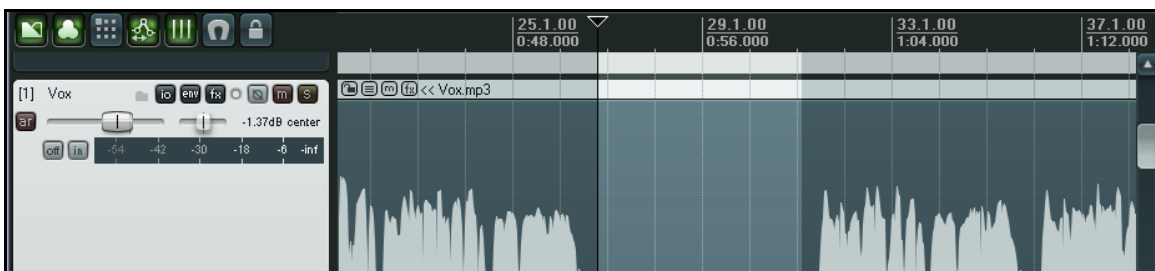 25.1.00 29.1.00 33.1.00 37.1.00
0:48.000 0:56.000 1:04.000 1:12.000
[1] Vox io env fx m S
m fx << Vox.mp3
ar -1.37dB center
off in -54 -42 -30 -18 -6 -inf